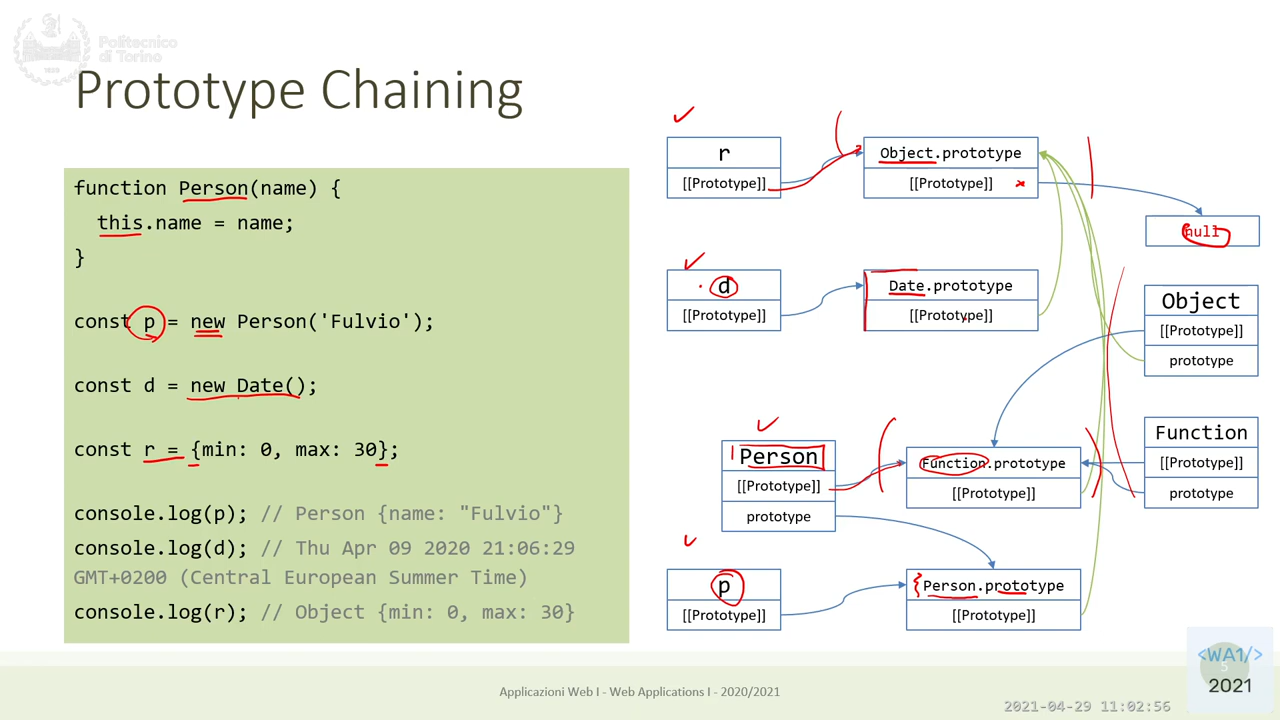 Politecnico
di Torino
Prototype Chaining
function Person(name) {
this.name = name;
}
const p = new Person('Fulvio');
const d = new Date();
const r = {min: 0, max: 30};
console.log(p); // Person {name: "Fulvio"}
console.log(d); // Thu Apr 09 2020 21:06:29
GMT+0200 (Central European Summer Time)
console.log(r); // Object {min: 0, max: 30}
r
[[Prototype]]
Object.prototype
[[Prototype]]
null
d
[[Prototype]]
Date.prototype
[[Prototype]]
Object
[[Prototype]]
prototype
Person
[[Prototype]]
prototype
Function.prototype
[[Prototype]]
Function
[[Prototype]]
prototype
p
[[Prototype]]
Person.prototype
[[Prototype]]
Applicazioni Web I - Web Applications I - 2020/2021
<WA1/>
5
2021
2021-04-29 11:02:56